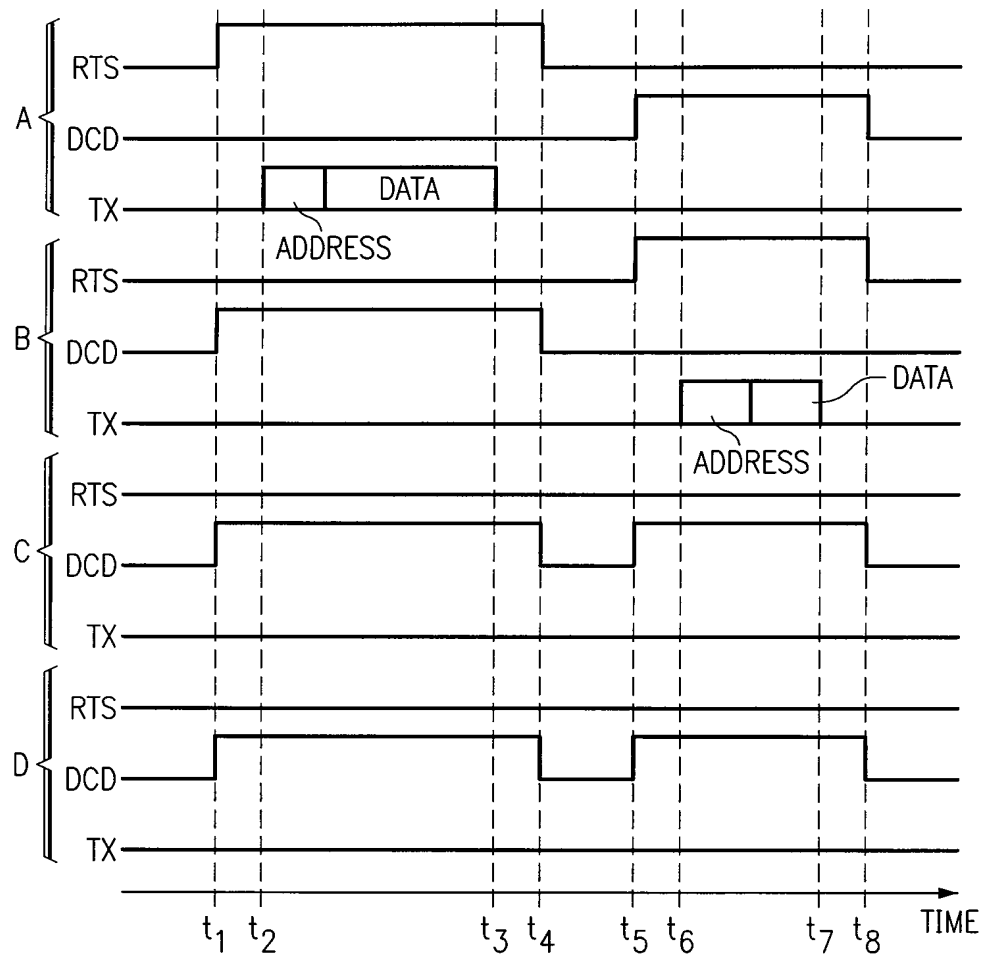 A
RTS
DCD
TX
DATA
ADDRESS
B
RTS
DCD
TX
DATA
ADDRESS
C
RTS
DCD
TX
D
RTS
DCD
TX
t1 t2 t3 t4 t5 t6 t7 t8 TIME